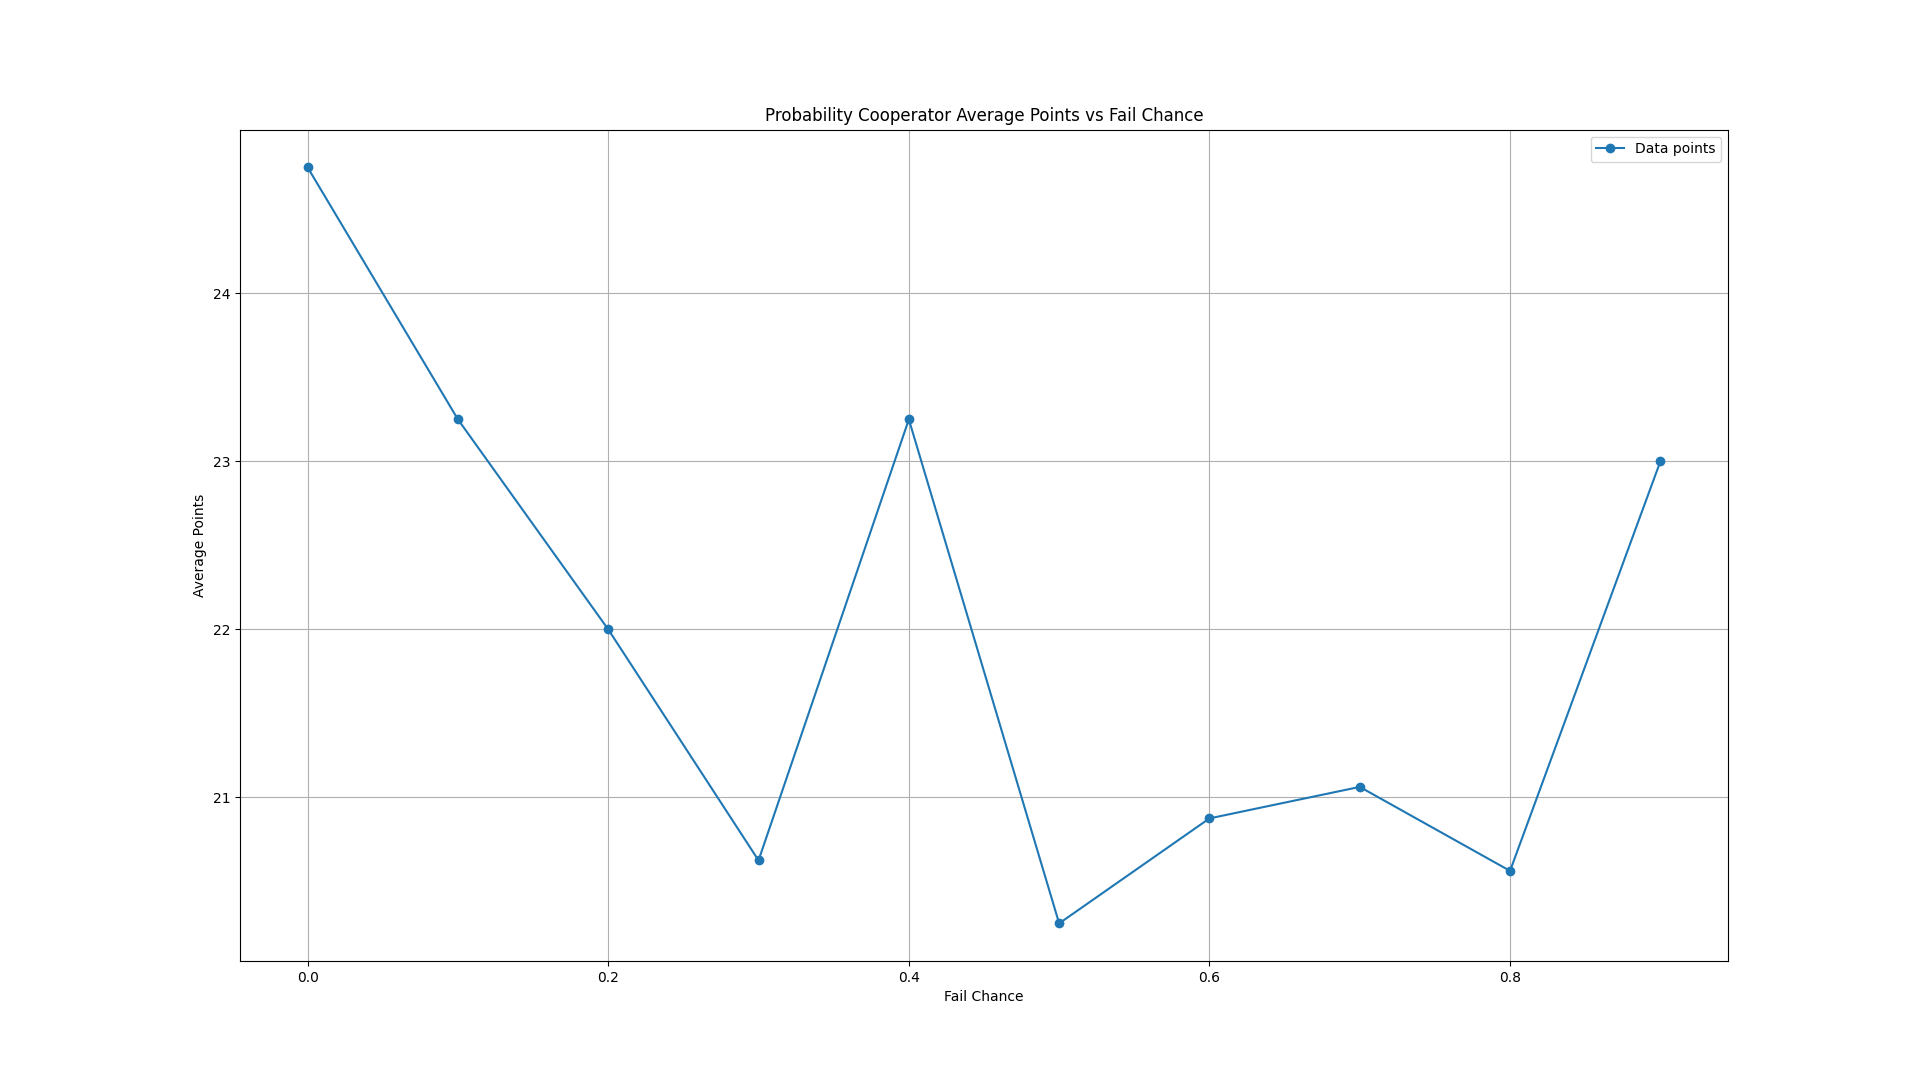 Probability Cooperator Average Points vs Fail Chance
Data points
24
23
22
21
Average Points
0.0 0.2 0.4 0.6 0.8
Fail Chance